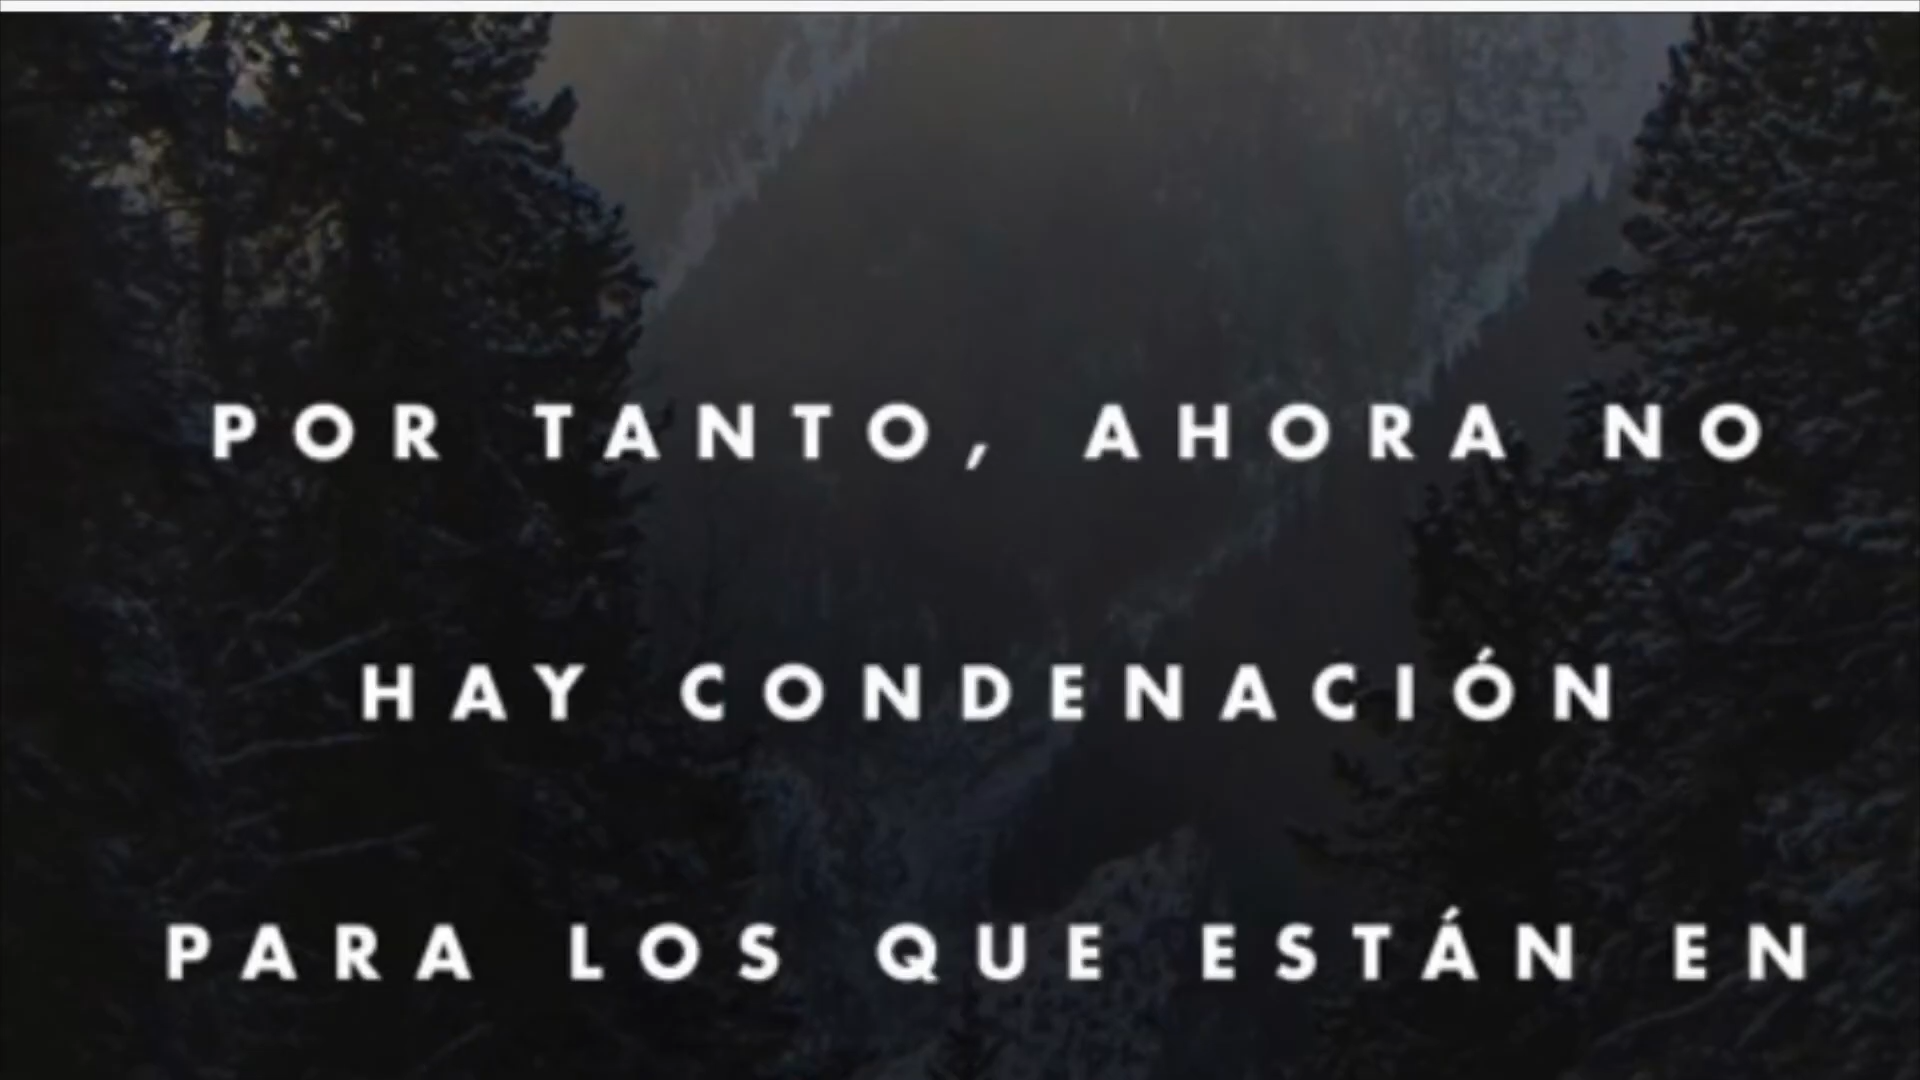 POR TANTO, AHORA NO
HAY CONDENACIÓN
PARA LOS QUE ESTÁN EN